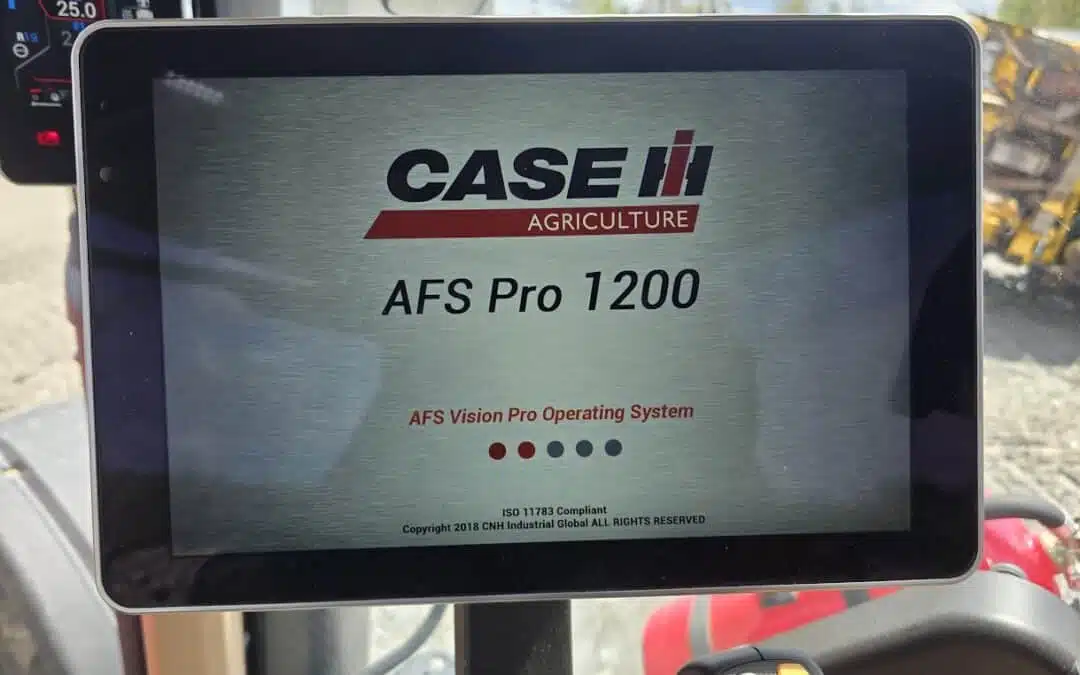 25.0
CASE IH
AGRICULTURE
AFS Pro 1200
AFS Vision Pro Operating System
ISO 11783 Compliant
Copyright 2018 CNH Industrial Global ALL RIGHTS RESERVED